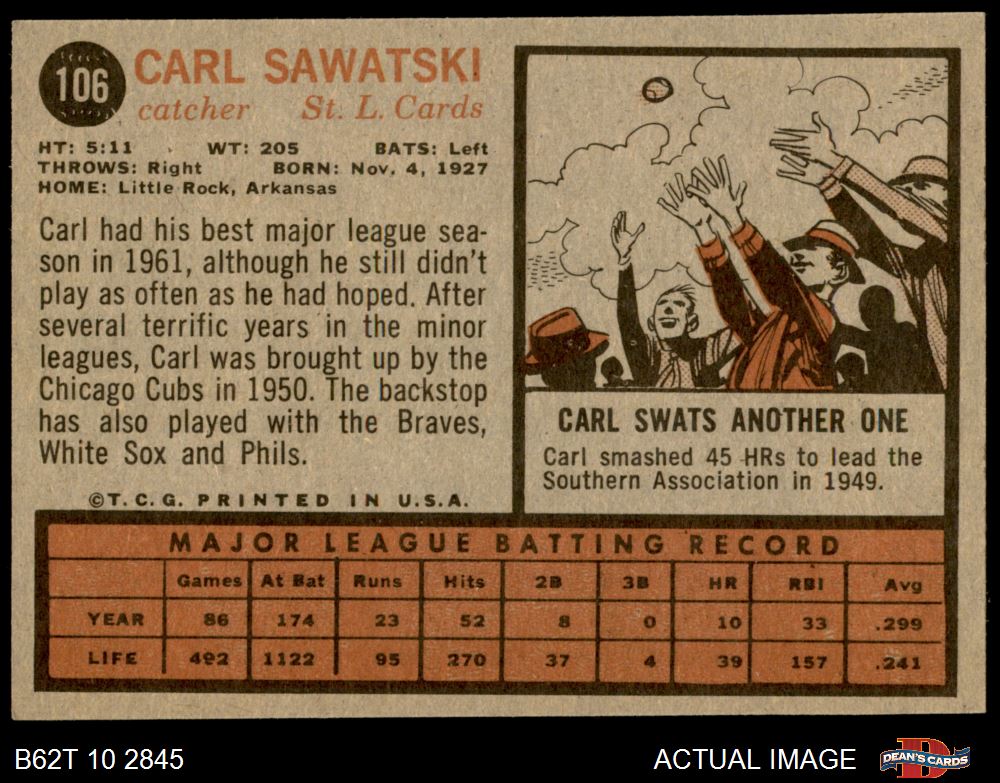 106
CARL SAWATSKI
catcher St. L. Cards
HT: 5:11 WT: 205 BATS: Left
THROWS: Right BORN: Nov. 4, 1927
HOME: Little Rock, Arkansas
Carl had his best major league sea-
son in 1961, although he still didn't
play as often as he had hoped. After
several terrific years in the minor
leagues, Carl was brought up by the
Chicago Cubs in 1950. The backstop
has also played with the Braves,
White Sox and Phils.
©T.C.G. PRINTED IN U.S.A.
CARL SWATS ANOTHER ONE
Carl smashed 45 HRs to lead the
Southern Association in 1949.
MAJOR LEAGUE BATTING RECORD
Games At Bat Runs Hits 2B 3B HR RBI Avg
YEAR 86 174 23 52 8 0 10 33 .299
LIFE 492 1122 95 270 37 4 39 157 .241
B62T 10 2845 ACTUAL IMAGE
D
DEAN'S CARDS